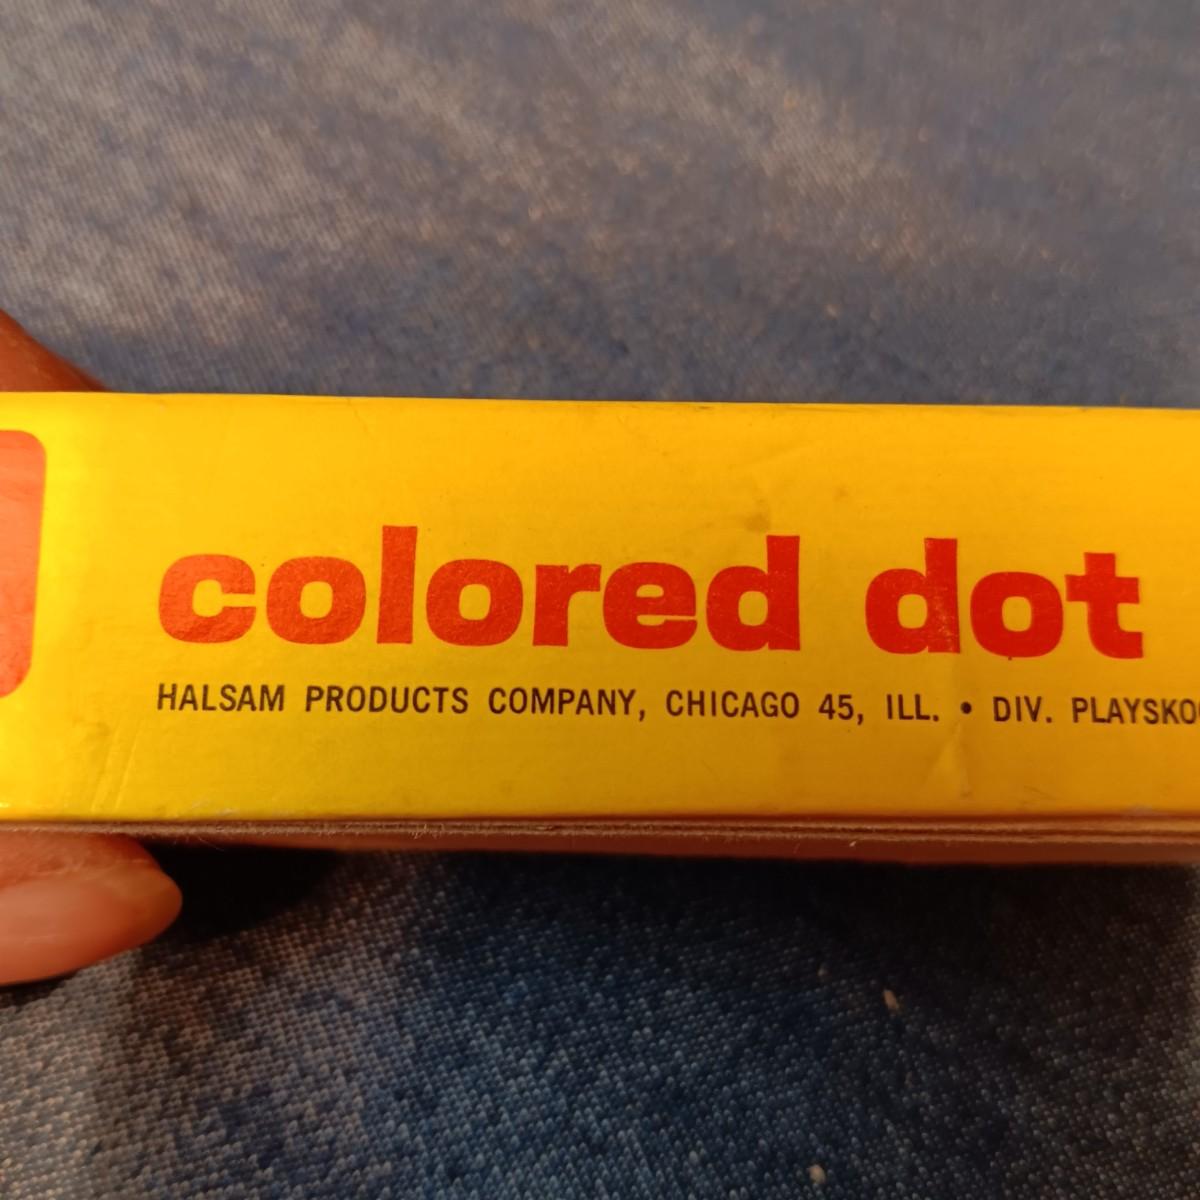 colored dot
HALSAM PRODUCTS COMPANY, CHICAGO 45, ILL. • DIV.